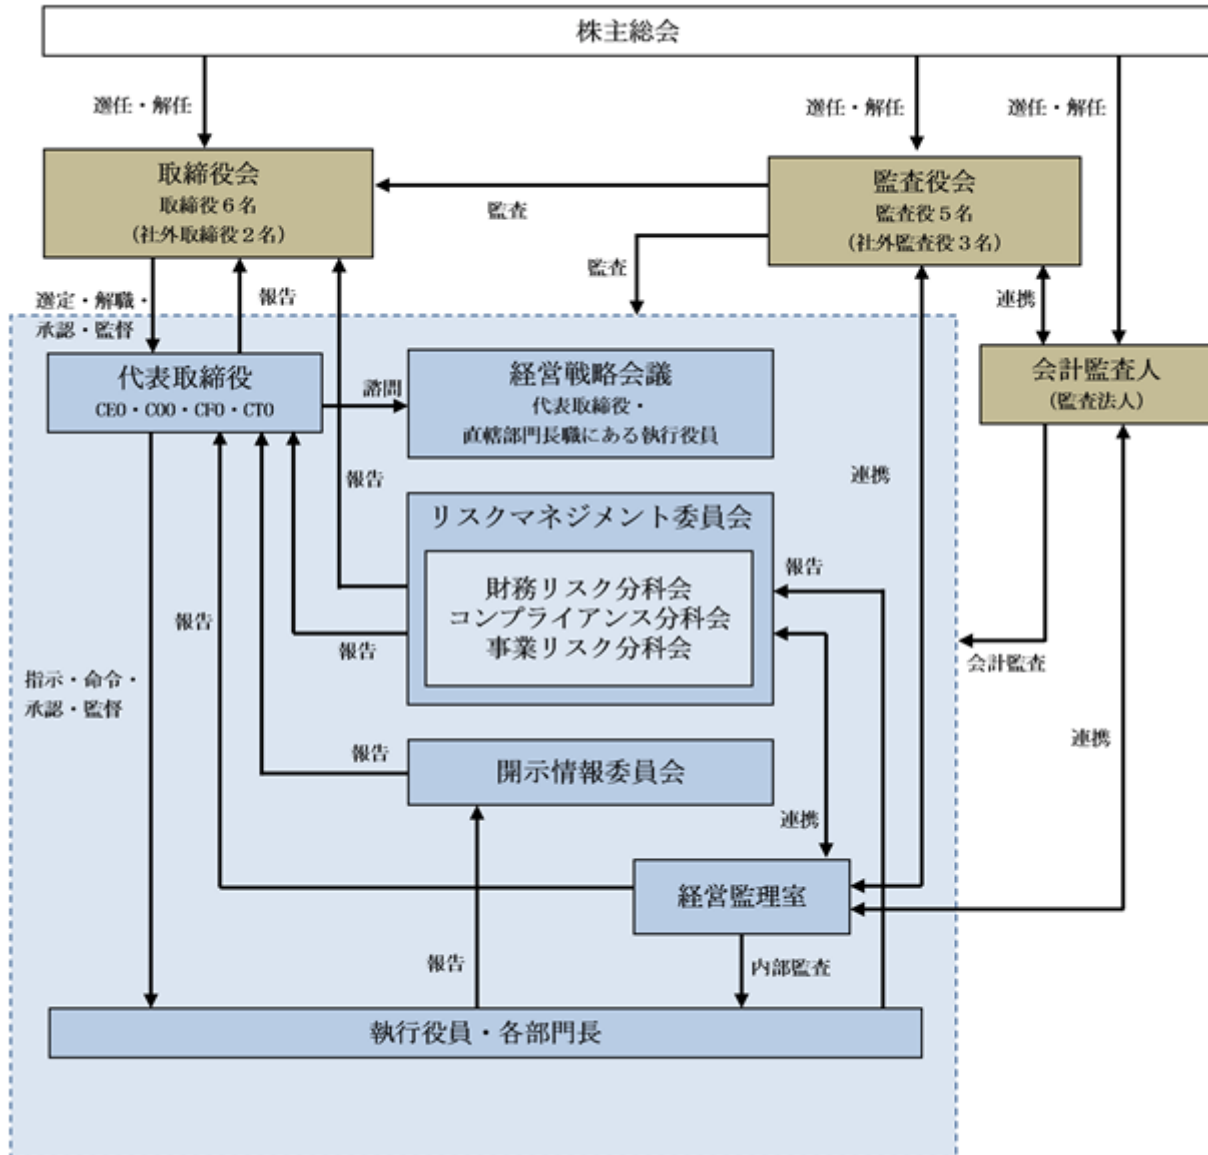 株主総会
選任・解任
選任・解任
選任・解任
取締役会
取締役6名
(社外取締役2名)
監査
監査役会
監査役5名
(社外監査役3名)
監査
選定・解職・
承認・監督
報告
連携
代表取締役
CEO・COO・CFO・CTO
諮問
経営戦略会議
代表取締役・
直轄部門長職にある執行役員
会計監査人
(監査法人)
報告
連携
リスクマネジメント委員会
財務リスク分科会
コンプライアンス分科会
事業リスク分科会
報告
報告
報告
会計監査
指示・命令・
承認・監督
連携
報告
開示情報委員会
連携
経営監理室
報告
内部監査
執行役員・各部門長